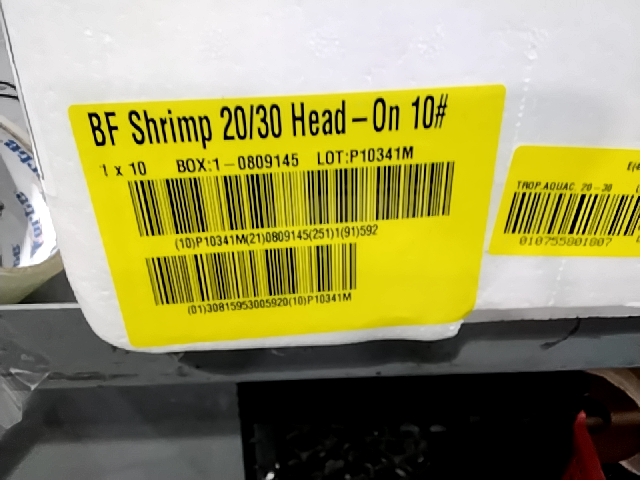 BF Shrimp 20/30 Head-On 10#
1 x 10 BOX:1-0809145 LOT:P10341M
(10)P10341M(21)0809145(251)1(91)592
(01)30815953005920(10)P10341M
TROP.AQUAC. 20-30
010755801807